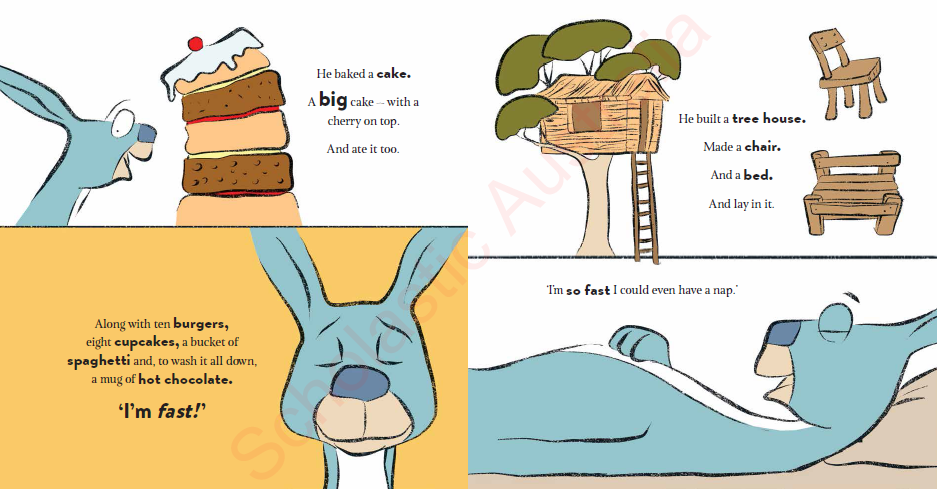 He baked a cake.
A big cake – with a
cherry on top.
And ate it too.
Along with ten burgers,
eight cupcakes, a bucket of
spaghetti and, to wash it all down,
a mug of hot chocolate.
‘I’m fast!’
He built a tree house.
Made a chair.
And a bed.
And lay in it.
‘I’m so fast I could even have a nap.’
Scholastic Australia